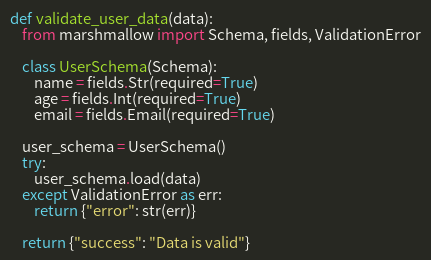 def validate_user_data(data):
    from marshmallow import Schema, fields, ValidationError

    class UserSchema(Schema):
        name = fields.Str(required=True)
        age = fields.Int(required=True)
        email = fields.Email(required=True)

    user_schema = UserSchema()
    try:
        user_schema.load(data)
    except ValidationError as err:
        return {"error": str(err)}

    return {"success": "Data is valid"}